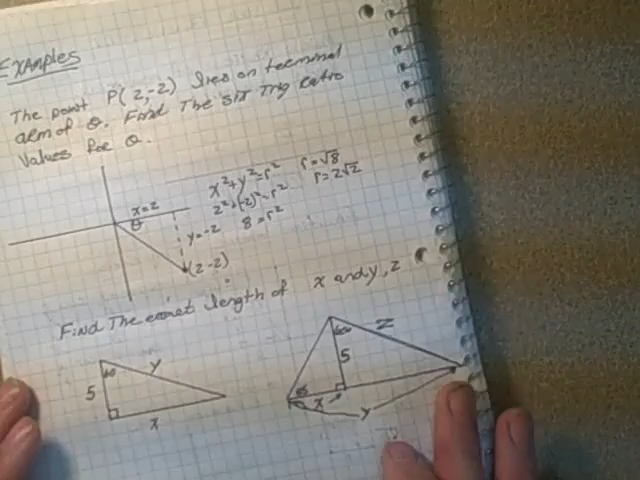 Examples
The point P(2,-2) lies on terminal
arm of θ. Find The six Trig Ratio
Values for θ.
x=2
θ
y=-2
(2-2)
x²+y²=r²
2²+(-2)²=r²
8=r²
r=√8
r=2√2
Find The exact length of x and y, z
5
y
x
z
5
x
y